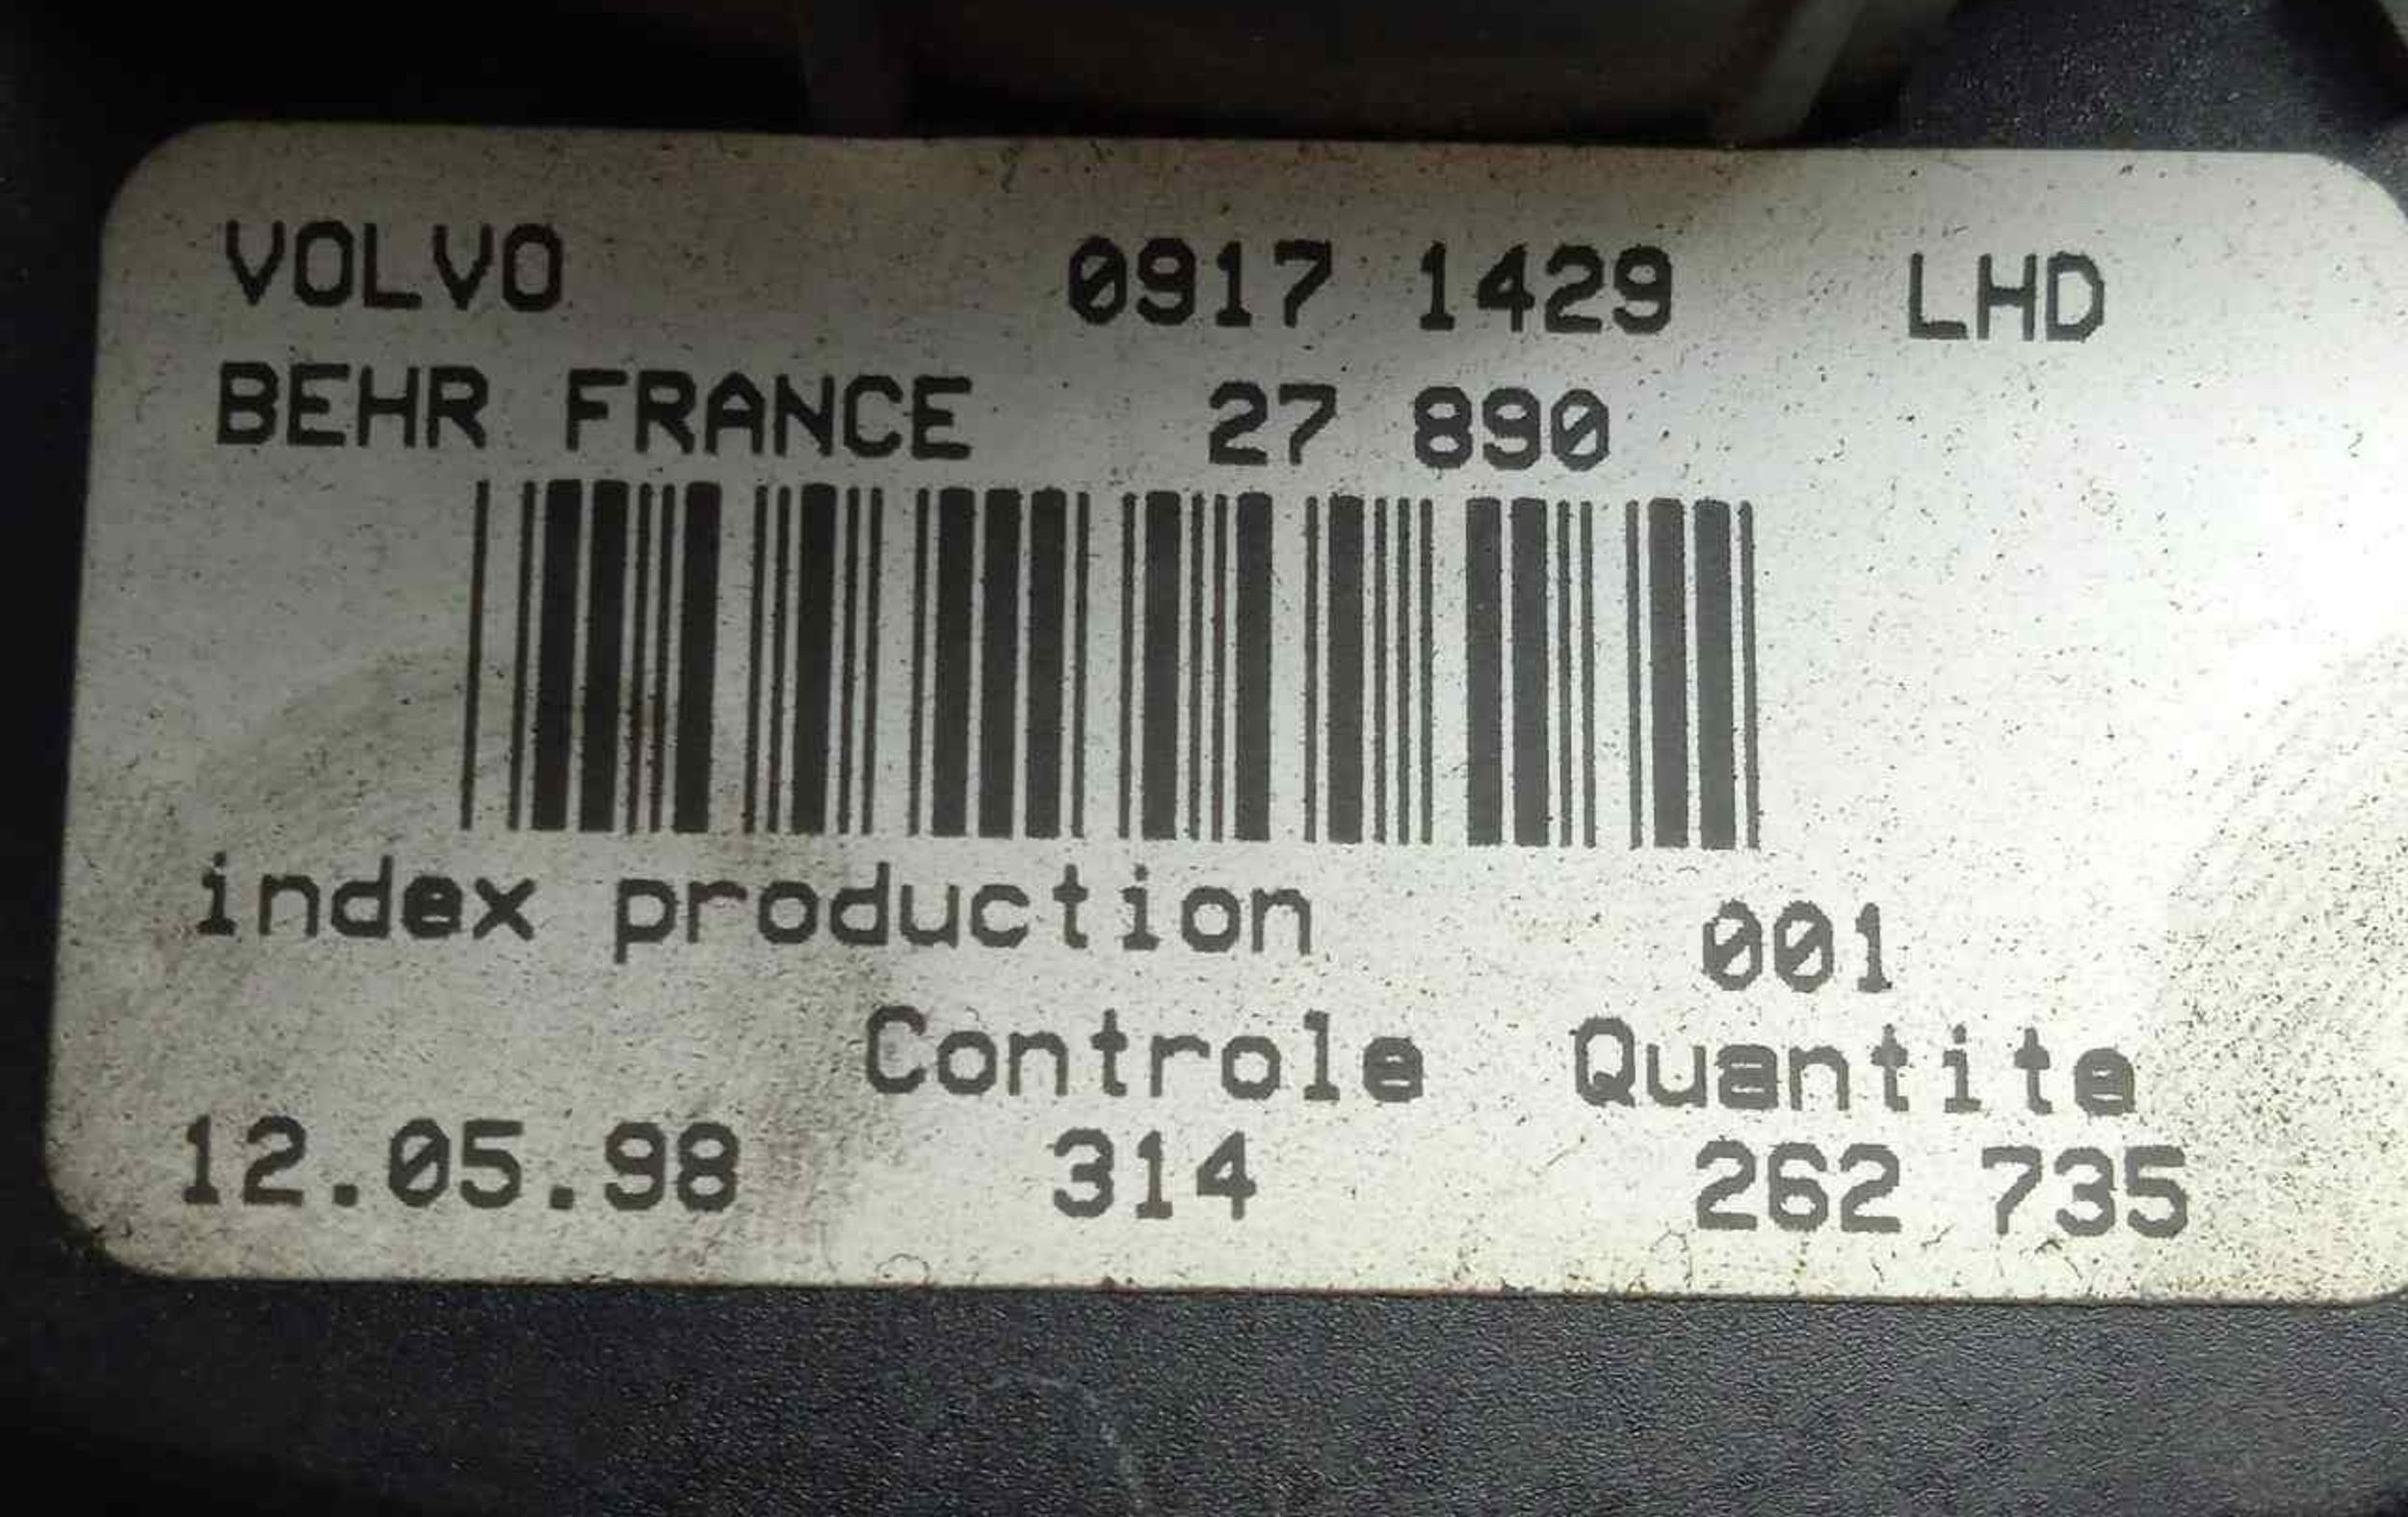 VOLVO 0917 1429 LHD
BEHR FRANCE 27 890
index production 001
Controle Quantite
12.05.98 314 262 735